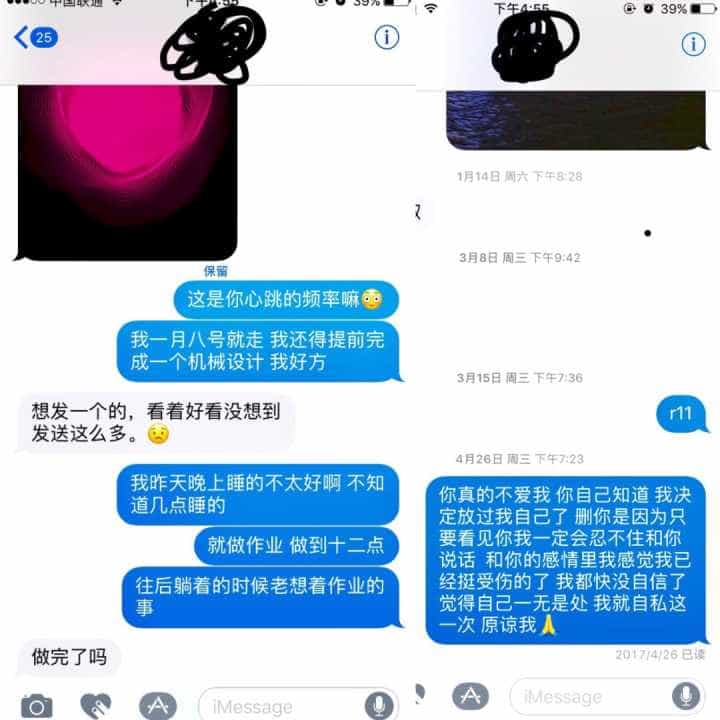 中国联通
下午4:55
39%
25
保留
这是你心跳的频率嘛😳
我一月八号就走 我还得提前完
成一个机械设计 我好方
想发一个的，看着好看没想到
发送这么多。😟
我昨天晚上睡的不太好啊 不知
道几点睡的
就做作业 做到十二点
往后躺着的时候老想着作业的
事
做完了吗
iMessage
下午4:55
39%
1月14日 周六 下午8:28
3月8日 周三 下午9:42
3月15日 周三 下午7:36
r11
4月26日 周三 下午7:23
你真的不爱我 你自己知道 我决
定放过我自己了 删你是因为只
要看见你我一定会忍不住和你
说话 和你的感情里我感觉我已
经挺受伤的了 我都快没自信了
觉得自己一无是处 我就自私这
一次 原谅我🙏
2017/4/26 已读
iMessage